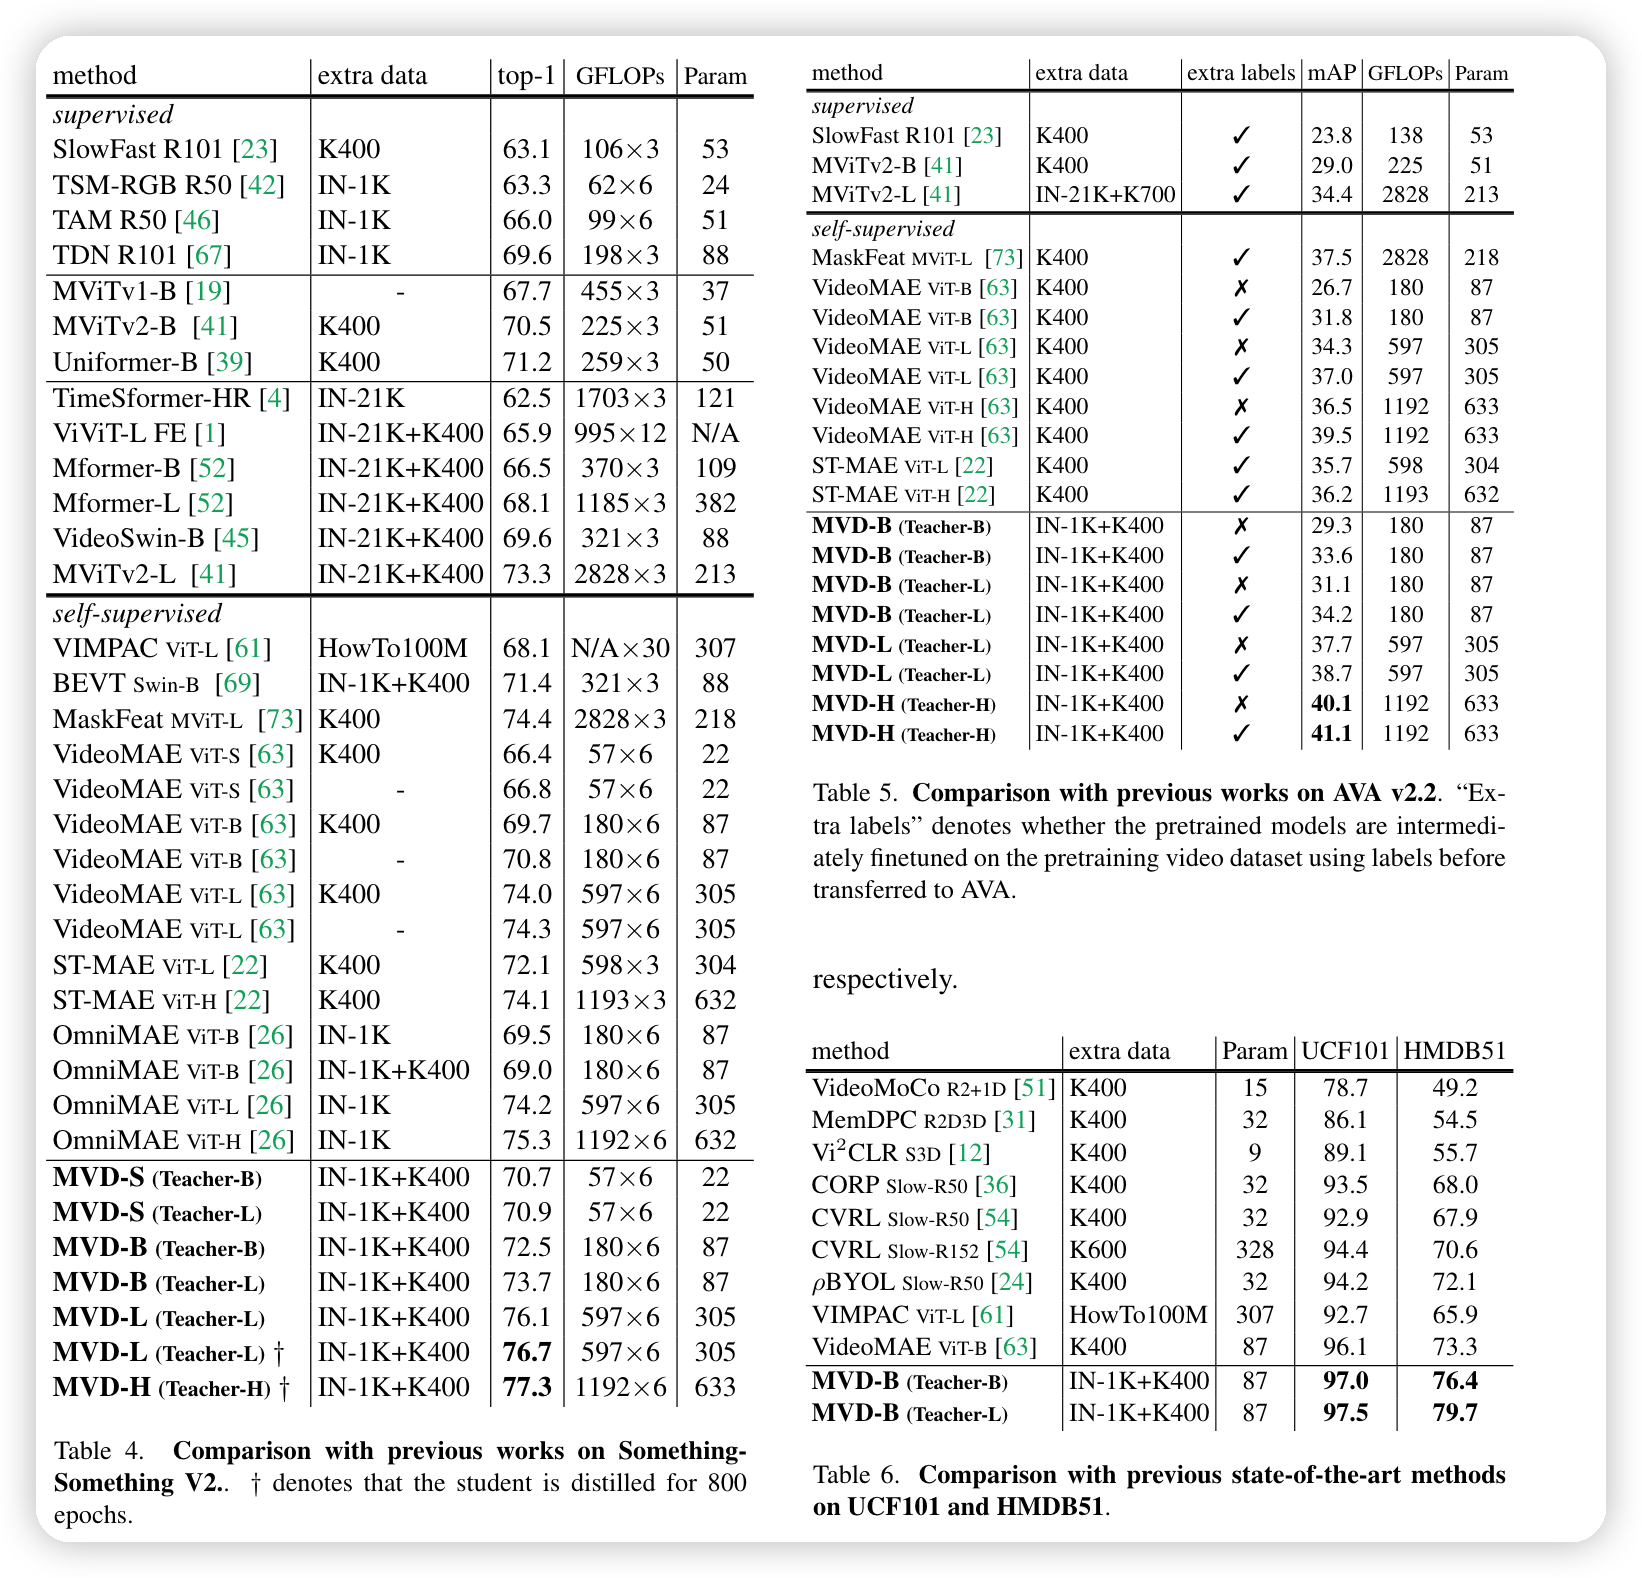 method extra data top-1 GFLOPs Param
supervised
SlowFast R101 [23] K400 63.1 106×3 53
TSM-RGB R50 [42] IN-1K 63.3 62×6 24
TAM R50 [46] IN-1K 66.0 99×6 51
TDN R101 [67] IN-1K 69.6 198×3 88
MViTv1-B [19] - 67.7 455×3 37
MViTv2-B [41] K400 70.5 225×3 51
Uniformer-B [39] K400 71.2 259×3 50
TimeSformer-HR [4] IN-21K 62.5 1703×3 121
ViViT-L FE [1] IN-21K+K400 65.9 995×12 N/A
Mformer-B [52] IN-21K+K400 66.5 370×3 109
Mformer-L [52] IN-21K+K400 68.1 1185×3 382
VideoSwin-B [45] IN-21K+K400 69.6 321×3 88
MViTv2-L [41] IN-21K+K400 73.3 2828×3 213
self-supervised
VIMPAC ViT-L [61] HowTo100M 68.1 N/A×30 307
BEVT Swin-B [69] IN-1K+K400 71.4 321×3 88
MaskFeat MViT-L [73] K400 74.4 2828×3 218
VideoMAE ViT-S [63] K400 66.4 57×6 22
VideoMAE ViT-S [63] - 66.8 57×6 22
VideoMAE ViT-B [63] K400 69.7 180×6 87
VideoMAE ViT-B [63] - 70.8 180×6 87
VideoMAE ViT-L [63] K400 74.0 597×6 305
VideoMAE ViT-L [63] - 74.3 597×6 305
ST-MAE ViT-L [22] K400 72.1 598×3 304
ST-MAE ViT-H [22] K400 74.1 1193×3 632
OmniMAE ViT-B [26] IN-1K 69.5 180×6 87
OmniMAE ViT-B [26] IN-1K+K400 69.0 180×6 87
OmniMAE ViT-L [26] IN-1K 74.2 597×6 305
OmniMAE ViT-H [26] IN-1K 75.3 1192×6 632
MVD-S (Teacher-B) IN-1K+K400 70.7 57×6 22
MVD-S (Teacher-L) IN-1K+K400 70.9 57×6 22
MVD-B (Teacher-B) IN-1K+K400 72.5 180×6 87
MVD-B (Teacher-L) IN-1K+K400 73.7 180×6 87
MVD-L (Teacher-L) IN-1K+K400 76.1 597×6 305
MVD-L (Teacher-L) † IN-1K+K400 76.7 597×6 305
MVD-H (Teacher-H) † IN-1K+K400 77.3 1192×6 633
Table 4. Comparison with previous works on Something-
Something V2.. † denotes that the student is distilled for 800
epochs.
method extra data extra labels mAP GFLOPs Param
supervised
SlowFast R101 [23] K400 ✓ 23.8 138 53
MViTv2-B [41] K400 ✓ 29.0 225 51
MViTv2-L [41] IN-21K+K700 ✓ 34.4 2828 213
self-supervised
MaskFeat MViT-L [73] K400 ✓ 37.5 2828 218
VideoMAE ViT-B [63] K400 ✗ 26.7 180 87
VideoMAE ViT-B [63] K400 ✓ 31.8 180 87
VideoMAE ViT-L [63] K400 ✗ 34.3 597 305
VideoMAE ViT-L [63] K400 ✓ 37.0 597 305
VideoMAE ViT-H [63] K400 ✗ 36.5 1192 633
VideoMAE ViT-H [63] K400 ✓ 39.5 1192 633
ST-MAE ViT-L [22] K400 ✓ 35.7 598 304
ST-MAE ViT-H [22] K400 ✓ 36.2 1193 632
MVD-B (Teacher-B) IN-1K+K400 ✗ 29.3 180 87
MVD-B (Teacher-B) IN-1K+K400 ✓ 33.6 180 87
MVD-B (Teacher-L) IN-1K+K400 ✗ 31.1 180 87
MVD-B (Teacher-L) IN-1K+K400 ✓ 34.2 180 87
MVD-L (Teacher-L) IN-1K+K400 ✗ 37.7 597 305
MVD-L (Teacher-L) IN-1K+K400 ✓ 38.7 597 305
MVD-H (Teacher-H) IN-1K+K400 ✗ 40.1 1192 633
MVD-H (Teacher-H) IN-1K+K400 ✓ 41.1 1192 633
Table 5. Comparison with previous works on AVA v2.2. “Ex-
tra labels” denotes whether the pretrained models are intermedi-
ately finetuned on the pretraining video dataset using labels before
transferred to AVA.
respectively.
method extra data Param UCF101 HMDB51
VideoMoCo R2+1D [51] K400 15 78.7 49.2
MemDPC R2D3D [31] K400 32 86.1 54.5
Vi²CLR S3D [12] K400 9 89.1 55.7
CORP Slow-R50 [36] K400 32 93.5 68.0
CVRL Slow-R50 [54] K400 32 92.9 67.9
CVRL Slow-R152 [54] K600 328 94.4 70.6
ρBYOL Slow-R50 [24] K400 32 94.2 72.1
VIMPAC ViT-L [61] HowTo100M 307 92.7 65.9
VideoMAE ViT-B [63] K400 87 96.1 73.3
MVD-B (Teacher-B) IN-1K+K400 87 97.0 76.4
MVD-B (Teacher-L) IN-1K+K400 87 97.5 79.7
Table 6. Comparison with previous state-of-the-art methods
on UCF101 and HMDB51.